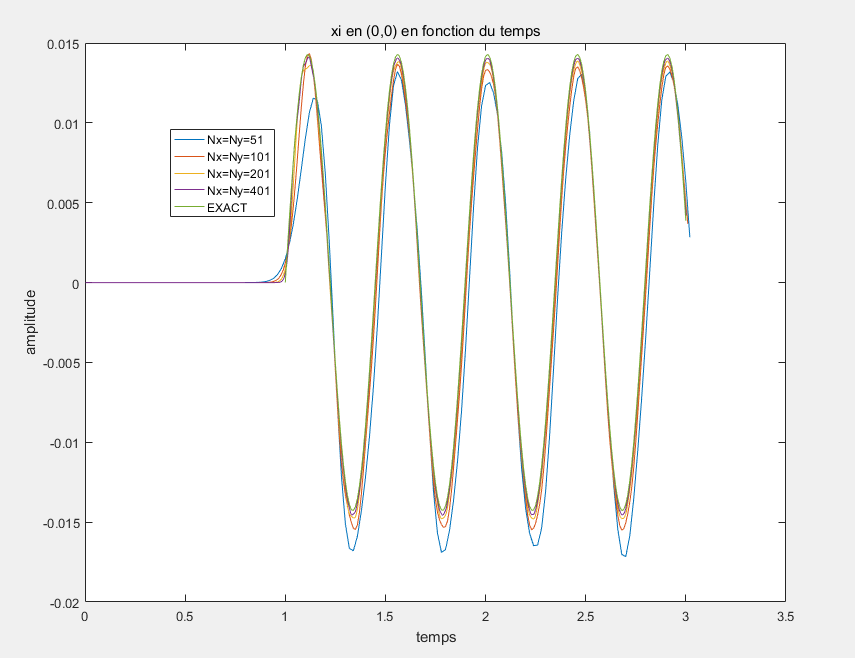 xi en (0,0) en fonction du temps
0.015
0.01
0.005
0
-0.005
-0.01
-0.015
-0.02
amplitude
Nx=Ny=51
Nx=Ny=101
Nx=Ny=201
Nx=Ny=401
EXACT
0
0.5
1
1.5
2
2.5
3
3.5
temps